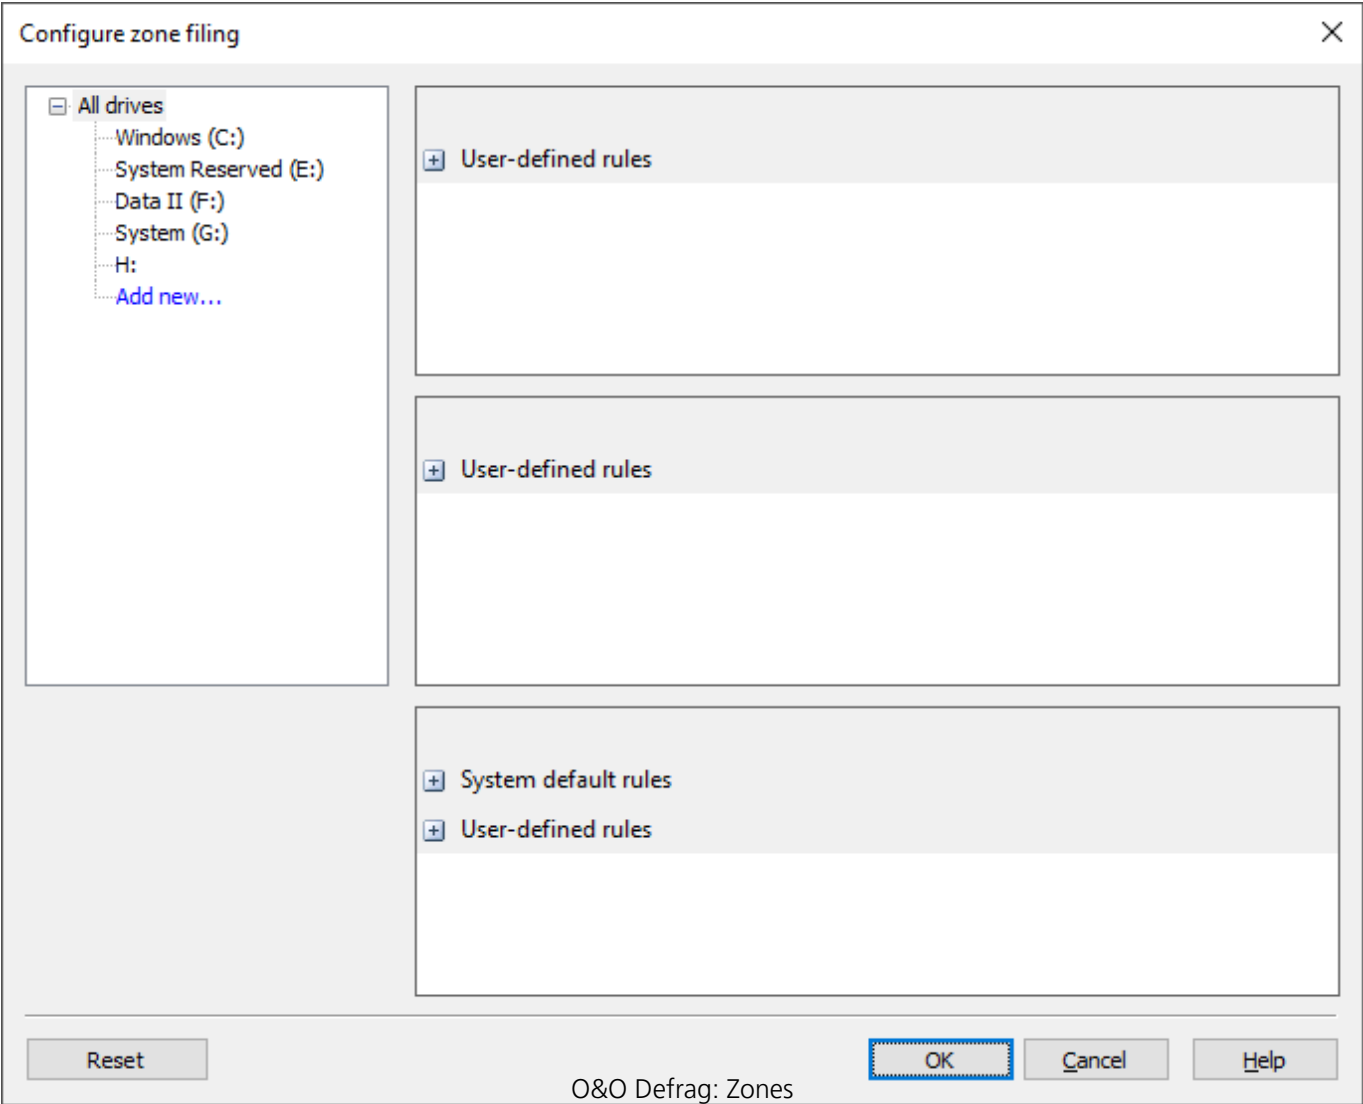 Configure zone filing
All drives
Windows (C:)
System Reserved (E:)
Data II (F:)
System (G:)
H:
Add new...
User-defined rules
User-defined rules
System default rules
User-defined rules
Reset
OK
Cancel
Help
O&O Defrag: Zones